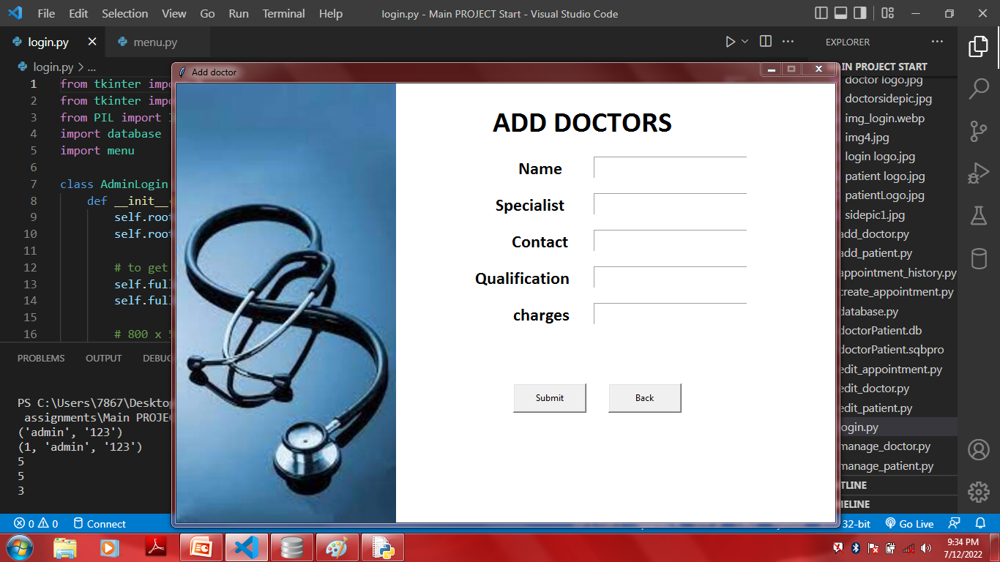 File Edit Selection View Go Run Terminal Help login.py - Main PROJECT Start - Visual Studio Code
login.py menu.py
login.py > ...
1 from tkinter impo
2 from tkinter impo
3 from PIL import
4 import database
5 import menu
6
7 class AdminLogin
8 def __init__
9 self.root
10 self.root
11
12 # to get
13 self.full
14 self.full
15
16 # 800 x
PROBLEMS OUTPUT DEBUG
PS C:\Users\7867\Desktop
assignments\Main PROJE
('admin', '123')
(1, 'admin', '123')
5
5
3
Add doctor
ADD DOCTORS
Name
Specialist
Contact
Qualification
charges
Submit Back
EXPLORER
IN PROJECT START
doctor logo.jpg
doctorsidepic.jpg
img_login.webp
img4.jpg
login logo.jpg
patient logo.jpg
patientLogo.jpg
sidepic1.jpg
add_doctor.py
add_patient.py
appointment_history.py
create_appointment.py
database.py
doctorPatient.db
doctorPatient.sqbpro
edit_appointment.py
edit_doctor.py
edit_patient.py
login.py
manage_doctor.py
manage_patient.py
TLINE
MELINE
0 0 Connect 32-bit Go Live
9:34 PM
7/12/2022